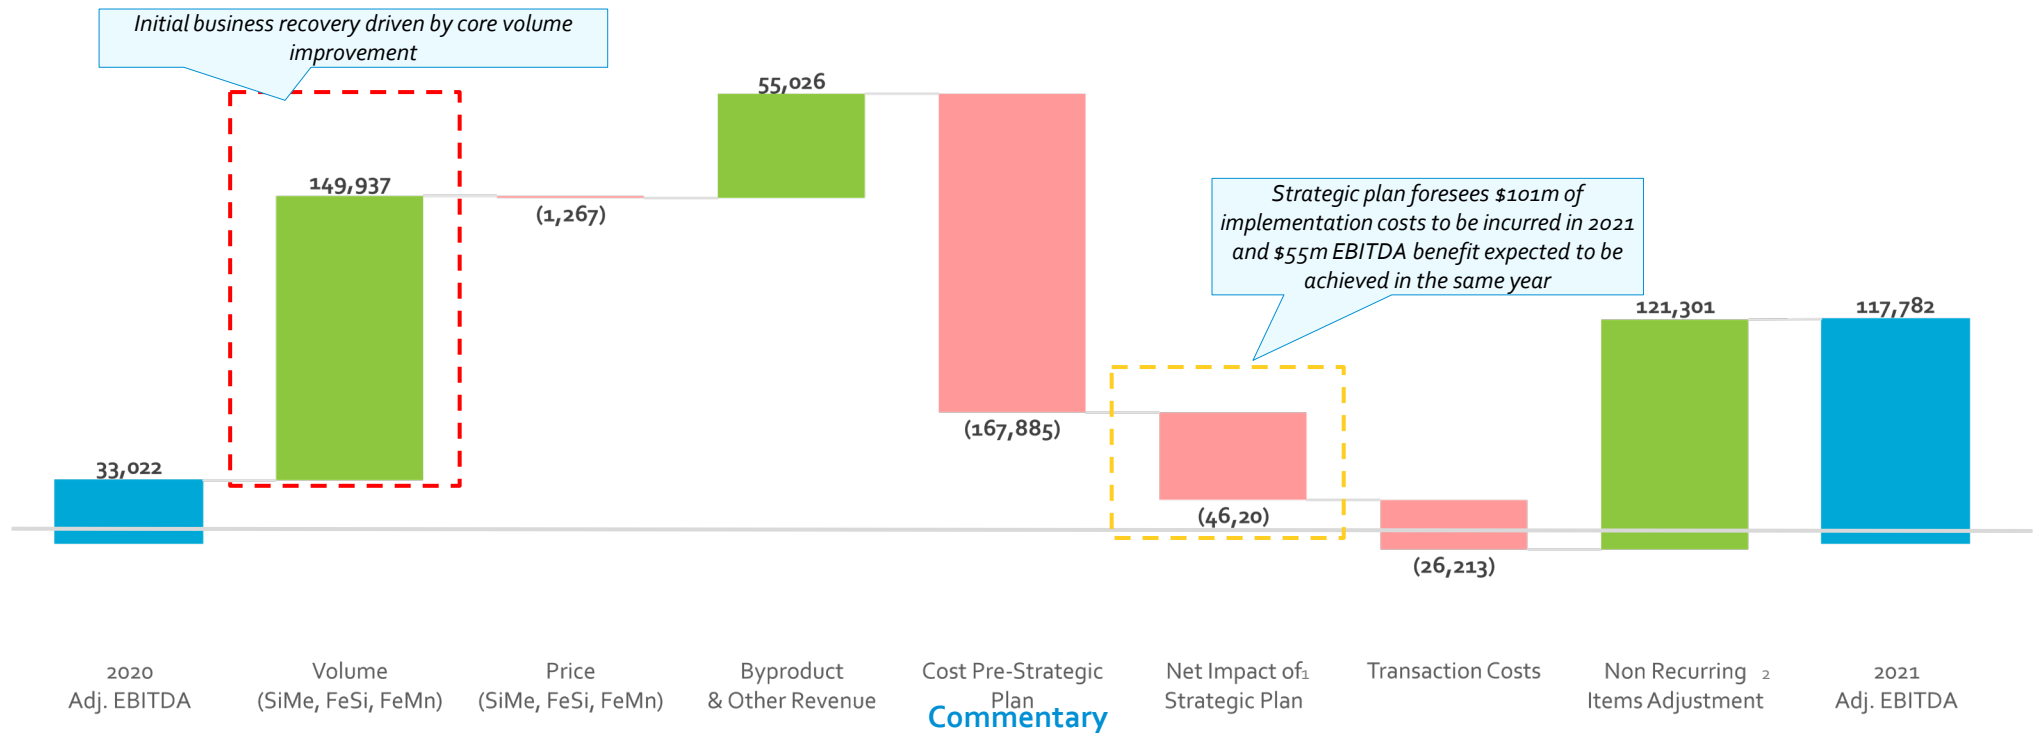 Initial business recovery driven by core volume
improvement
55,026
149,937
(1,267)
Strategic plan foresees $101m of
implementation costs to be incurred in 2021
and $55m EBITDA benefit expected to be
achieved in the same year
121,301
117,782
(167,885)
33,022
(46,20)
(26,213)
2020
Adj. EBITDA
Volume
(SiMe, FeSi, FeMn)
Price
(SiMe, FeSi, FeMn)
Byproduct
& Other Revenue
Cost Pre-Strategic
Plan
Net Impact of1
Strategic Plan
Transaction Costs
Non Recurring 2
Items Adjustment
2021
Adj. EBITDA
Commentary